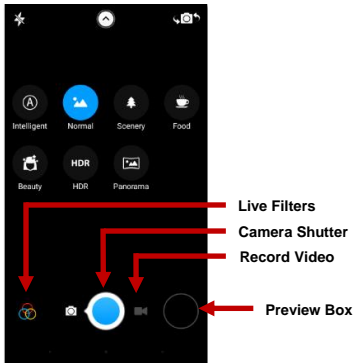 Intelligent Normal Scenery Food
HDR
Beauty HDR Panorama
Live Filters
Camera Shutter
Record Video
Preview Box